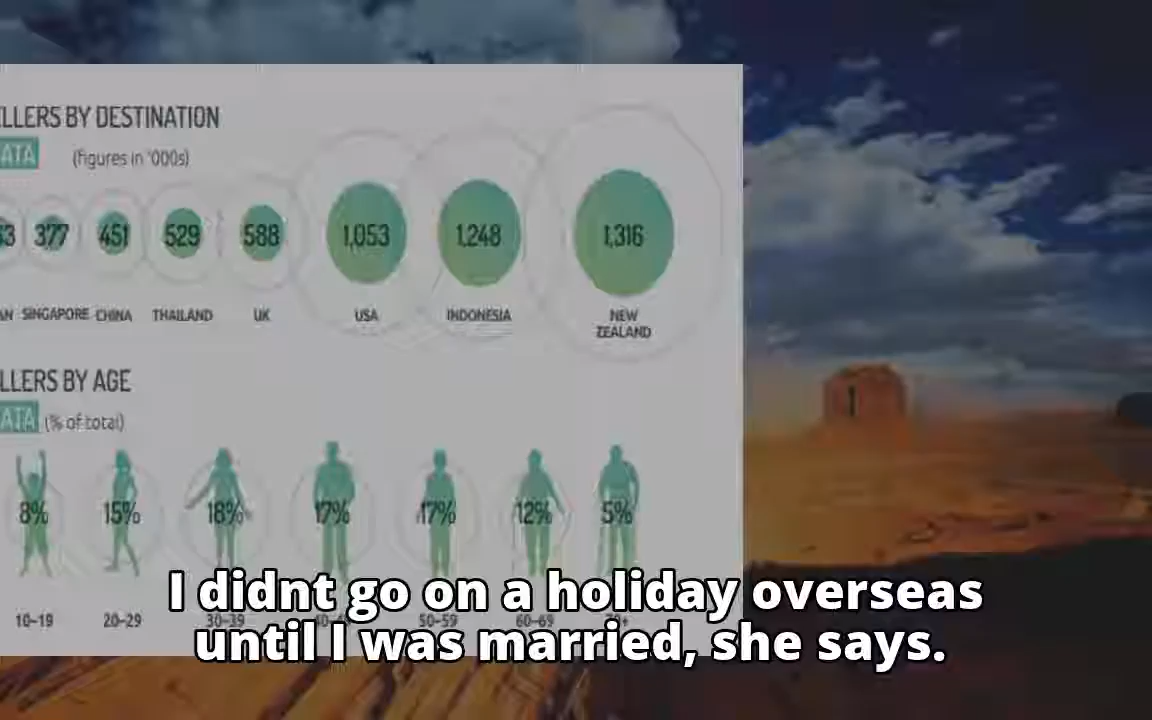 LLERS BY DESTINATION
ATA (figures in '000s)
377 451 529 588 1,053 1,248 1,316
SINGAPORE CHINA THAILAND UK USA INDONESIA NEW
ZEALAND
LLERS BY AGE
ATA (% of total)
8% 15% 18% 17% 17% 12% 5%
10–19 20–29 30–39 50–59 60–69
I didnt go on a holiday overseas
until I was married, she says.